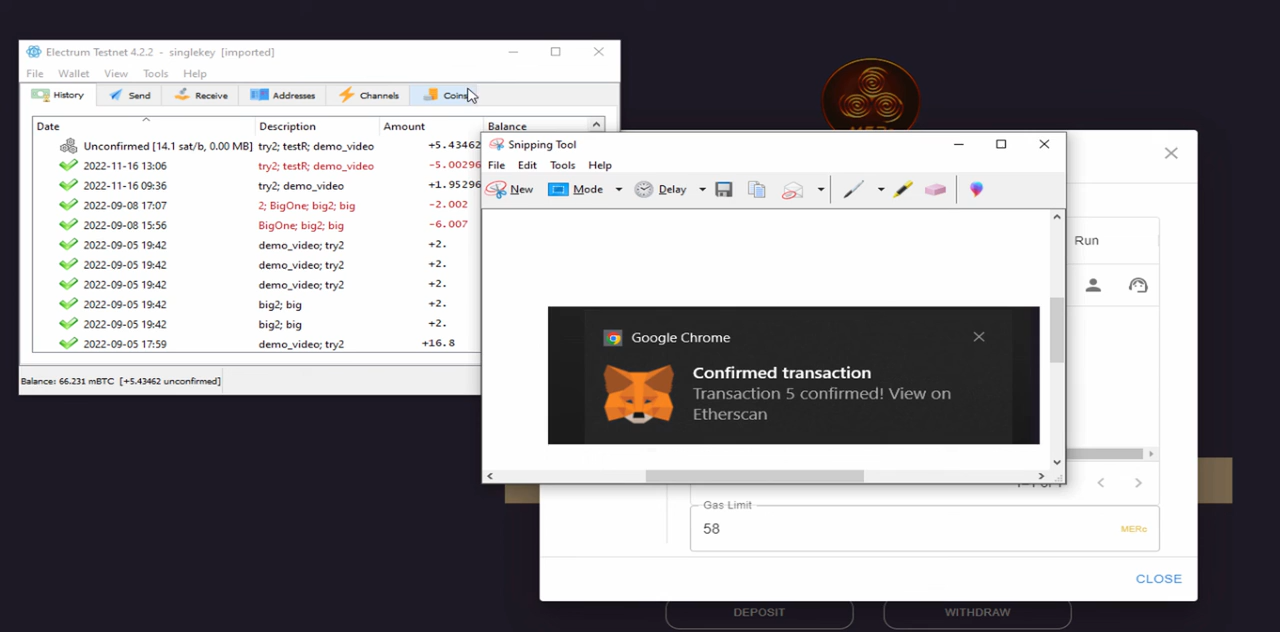 Electrum Testnet 4.2.2 - singlekey [imported]
File Wallet View Tools Help
History Send Receive Addresses Channels Coins
Date Description Amount Balance
Unconfirmed [14.1 sat/b, 0.00 MB] try2; testR; demo_video +5.43462
2022-11-16 13:06 try2; testR; demo_video -5.00296
2022-11-16 09:36 try2; demo_video +1.95296
2022-09-08 17:07 2; BigOne; big2; big -2.002
2022-09-08 15:56 BigOne; big2; big -6.007
2022-09-05 19:42 demo_video; try2 +2.
2022-09-05 19:42 demo_video; try2 +2.
2022-09-05 19:42 demo_video; try2 +2.
2022-09-05 19:42 big2; big +2.
2022-09-05 19:42 big2; big +2.
2022-09-05 17:59 demo_video; try2 +16.8
Balance: 66.231 mBTC [+5.43462 unconfirmed]
Snipping Tool
File Edit Tools Help
New Mode Delay
Google Chrome
Confirmed transaction
Transaction 5 confirmed! View on
Etherscan
Run
Gas Limit
58 MERc
CLOSE
DEPOSIT WITHDRAW